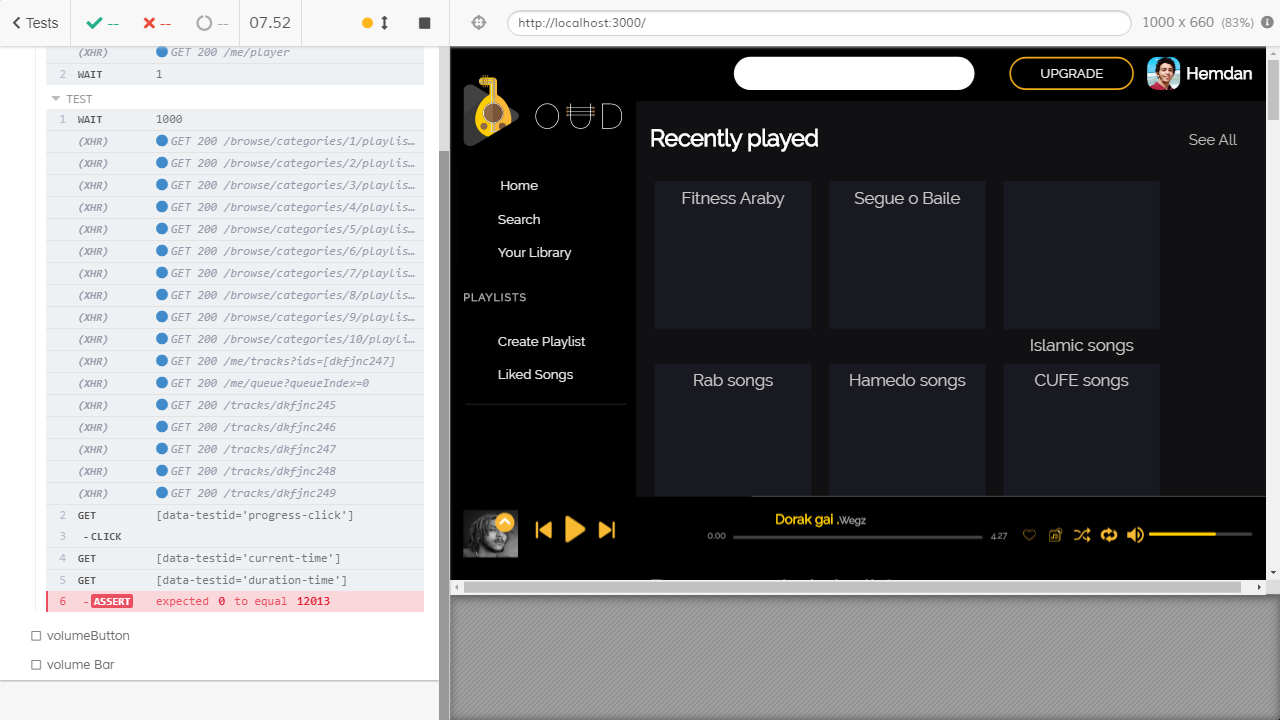 Tests -- -- -- 07.52 http://localhost:3000/ 1000 x 660 (83%)
(XHR) GET 200 /me/player
2 WAIT 1
TEST
1 WAIT 1000
(XHR) GET 200 /browse/categories/1/playlis…
(XHR) GET 200 /browse/categories/2/playlis…
(XHR) GET 200 /browse/categories/3/playlis…
(XHR) GET 200 /browse/categories/4/playlis…
(XHR) GET 200 /browse/categories/5/playlis…
(XHR) GET 200 /browse/categories/6/playlis…
(XHR) GET 200 /browse/categories/7/playlis…
(XHR) GET 200 /browse/categories/8/playlis…
(XHR) GET 200 /browse/categories/9/playlis…
(XHR) GET 200 /browse/categories/10/playli…
(XHR) GET 200 /me/tracks?ids=[dkfjnc247]
(XHR) GET 200 /me/queue?queueIndex=0
(XHR) GET 200 /tracks/dkfjnc245
(XHR) GET 200 /tracks/dkfjnc246
(XHR) GET 200 /tracks/dkfjnc247
(XHR) GET 200 /tracks/dkfjnc248
(XHR) GET 200 /tracks/dkfjnc249
2 GET [data-testid='progress-click']
3 -CLICK
4 GET [data-testid='current-time']
5 GET [data-testid='duration-time']
6 -ASSERT expected 0 to equal 12013
volumeButton
volume Bar
OUD
UPGRADE Hemdan
Home
Search
Your Library
PLAYLISTS
Create Playlist
Liked Songs
Recently played See All
Fitness Araby Segue o Baile
Islamic songs
Rab songs Hamedo songs CUFE songs
Dorak gai .Wegz
0.00 4.27